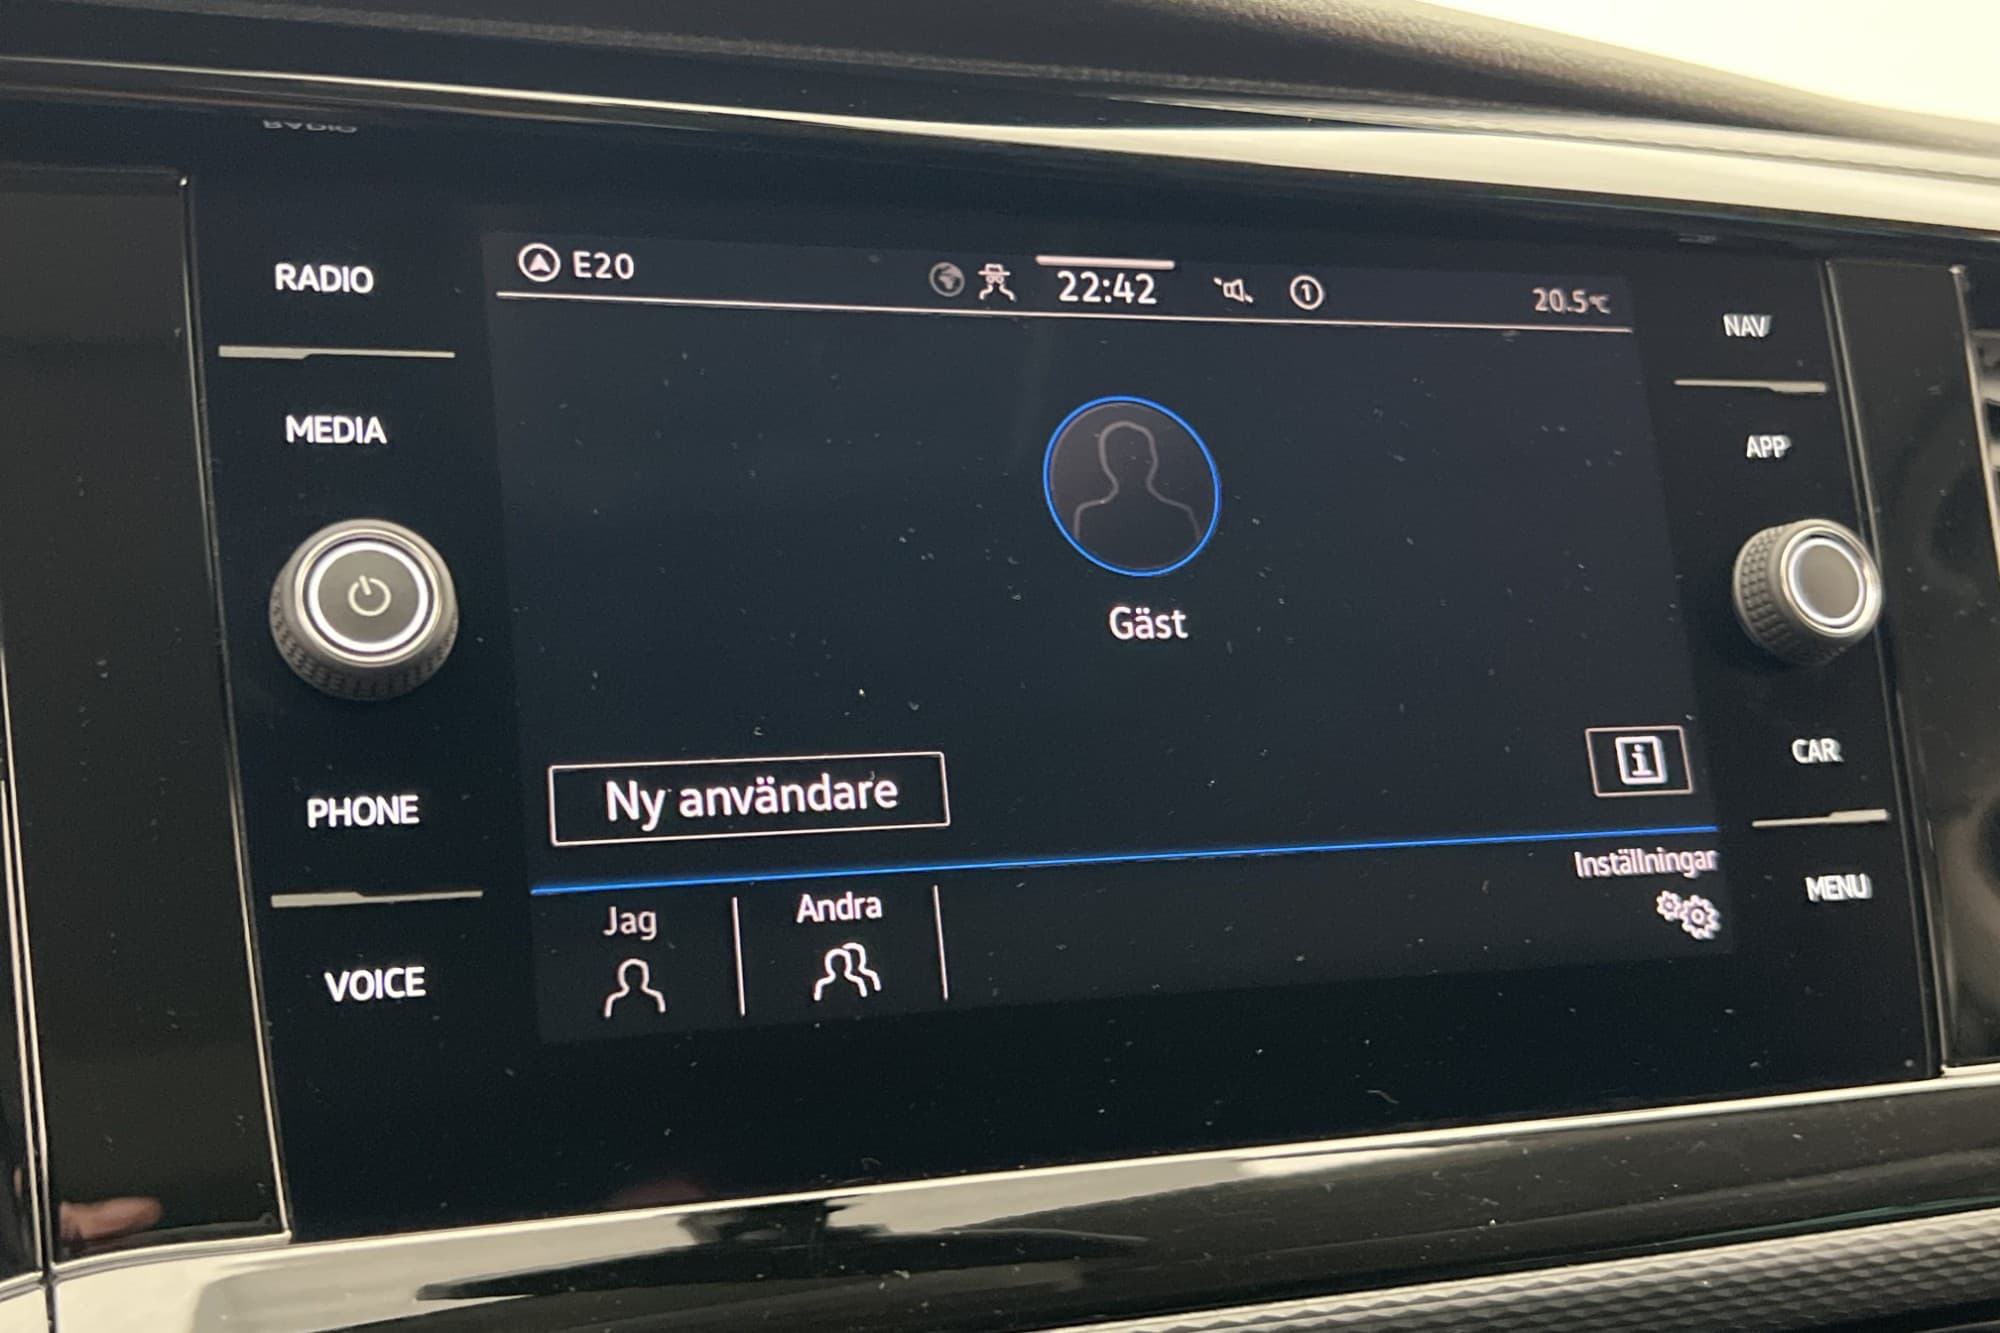 RADIO
MEDIA
PHONE
VOICE
E20
22:42
1
20.5°C
Gäst
Ny användare
i
Jag
Andra
Inställningar
NAV
APP
CAR
MENU